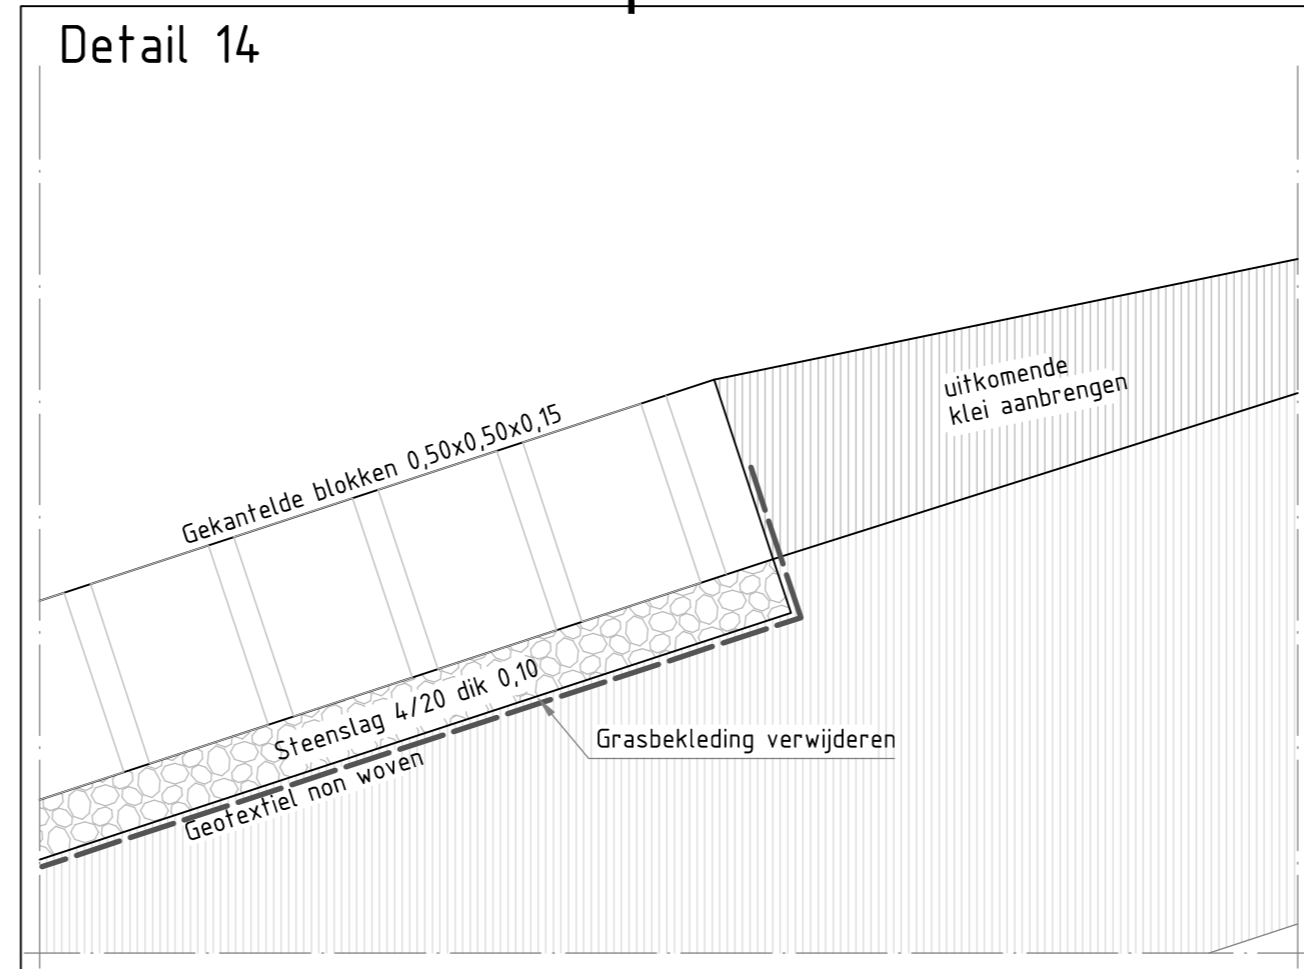 Detail 14
uitkomende
klei aanbrengen
Gekantelde blokken 0,50x0,50x0,15
Steenslag 4/20 dik 0,10
Geotextiel non woven
Grasbekleding verwijderen